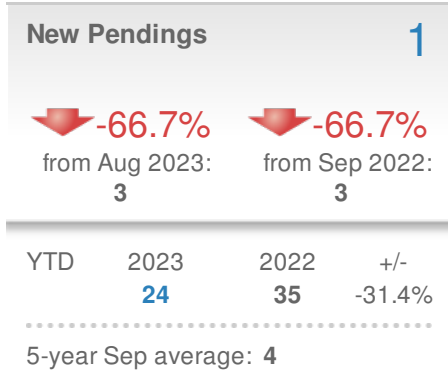 New Pendings 1
-66.7% -66.7%
from Aug 2023: from Sep 2022:
3 3
YTD 2023 2022 +/-
24 35 -31.4%
5-year Sep average: 4